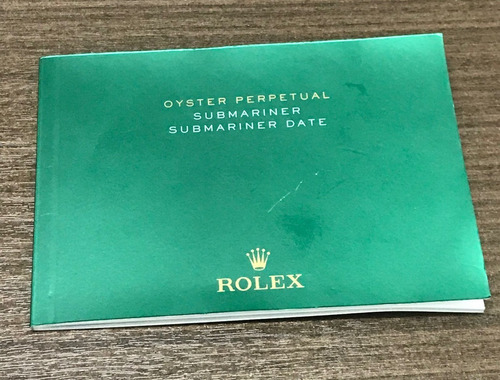 OYSTER PERPETUAL
SUBMARINER
SUBMARINER DATE
ROLEX